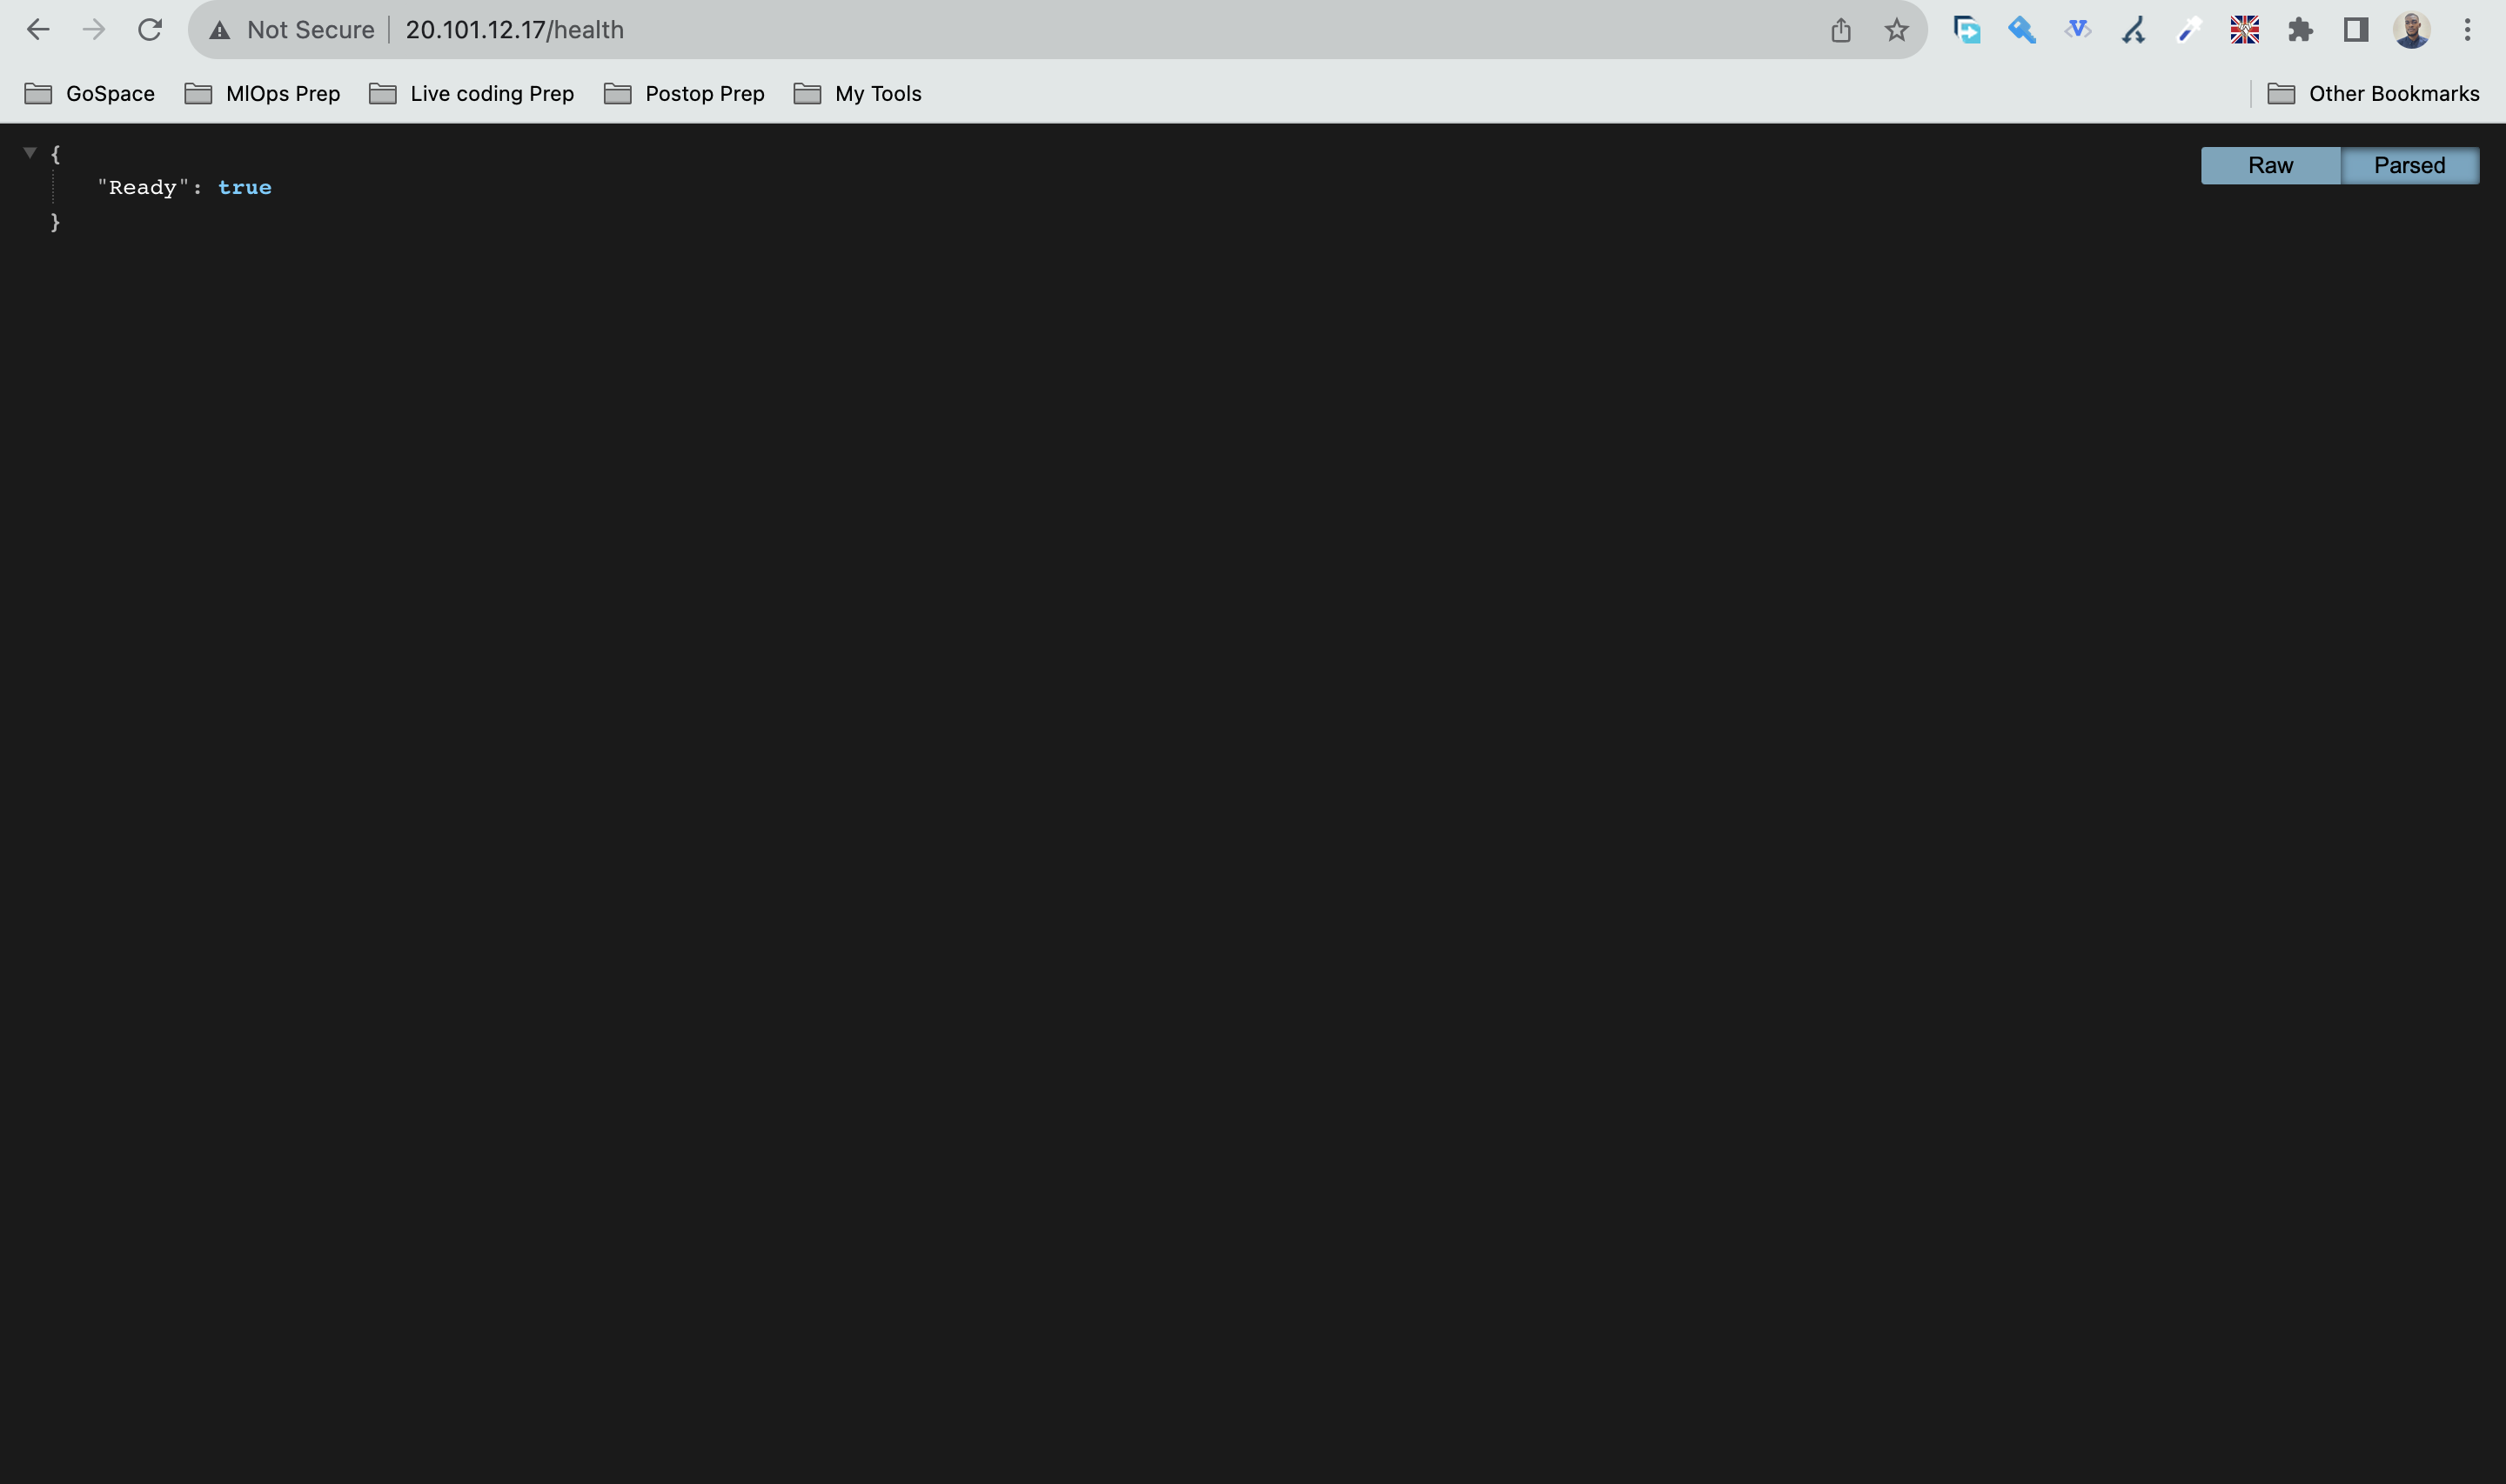 Not Secure 20.101.12.17/health
GoSpace MlOps Prep Live coding Prep Postop Prep My Tools Other Bookmarks
{
Raw Parsed
"Ready": true
}